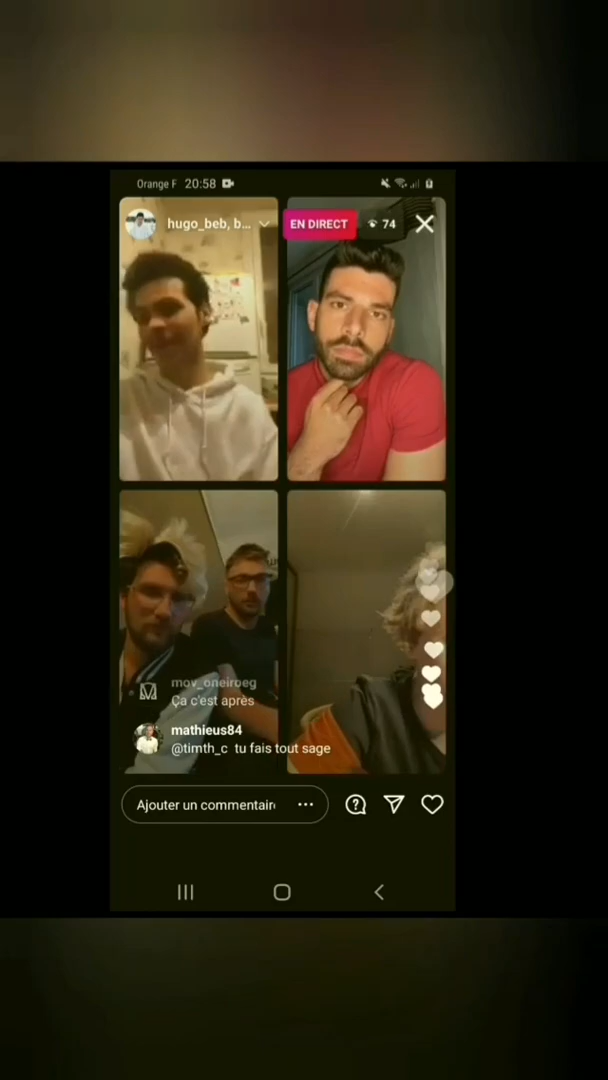 Orange F 20:58
hugo_beb, b...
EN DIRECT
74
mov_oneiroeg
Ça c'est après
mathieus84
@timth_c tu fais tout sage
Ajouter un commentair